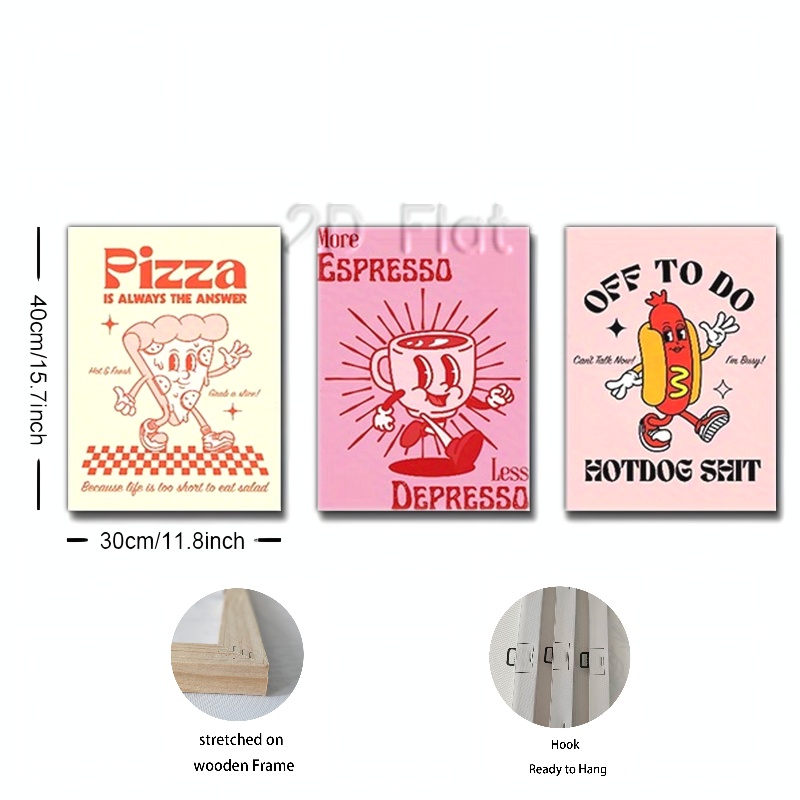 2D Flat
Pizza
IS ALWAYS THE ANSWER
Hot & Fresh
Grab a slice!
Because life is too short to eat salad
More
ESPRESSO
Less
DEPRESSO
OFF TO DO
Can't Talk Now!
I'm Busy!
HOTDOG SHIT
40cm/15.7inch
30cm/11.8inch
stretched on
wooden Frame
Hook
Ready to Hang